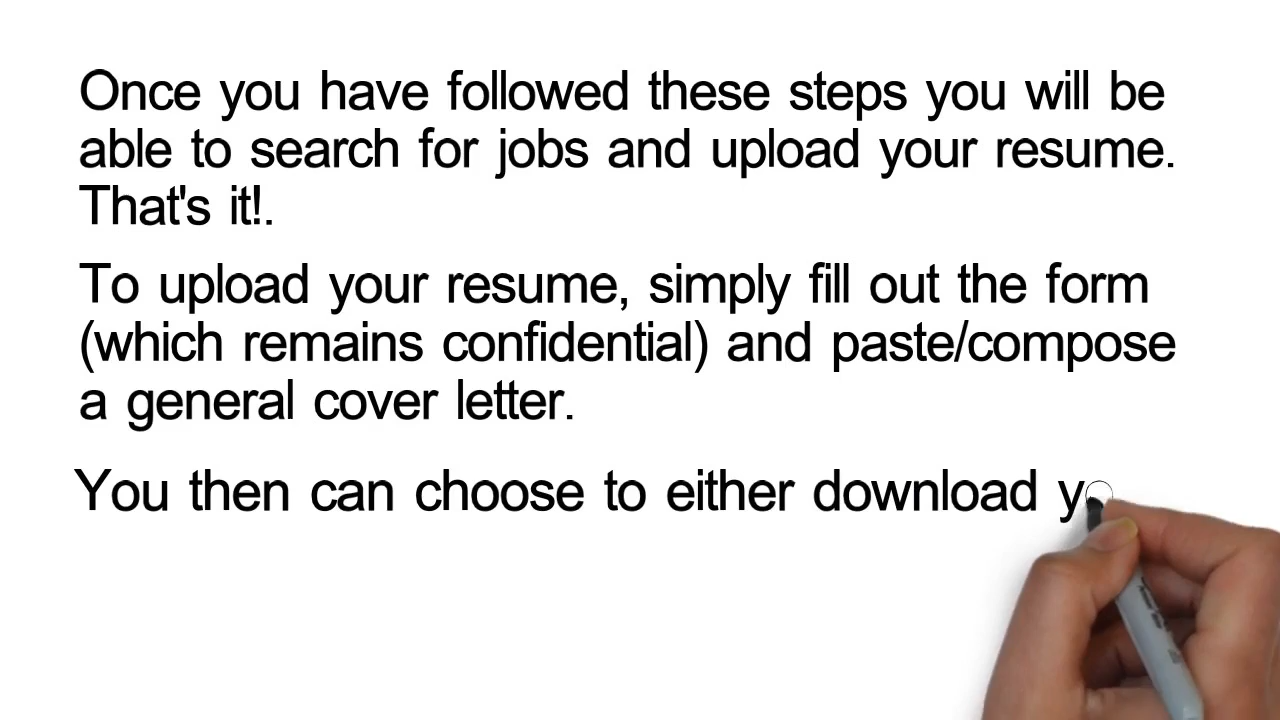 Once you have followed these steps you will be
able to search for jobs and upload your resume.
That's it!.
To upload your resume, simply fill out the form
(which remains confidential) and paste/compose
a general cover letter.
You then can choose to either download